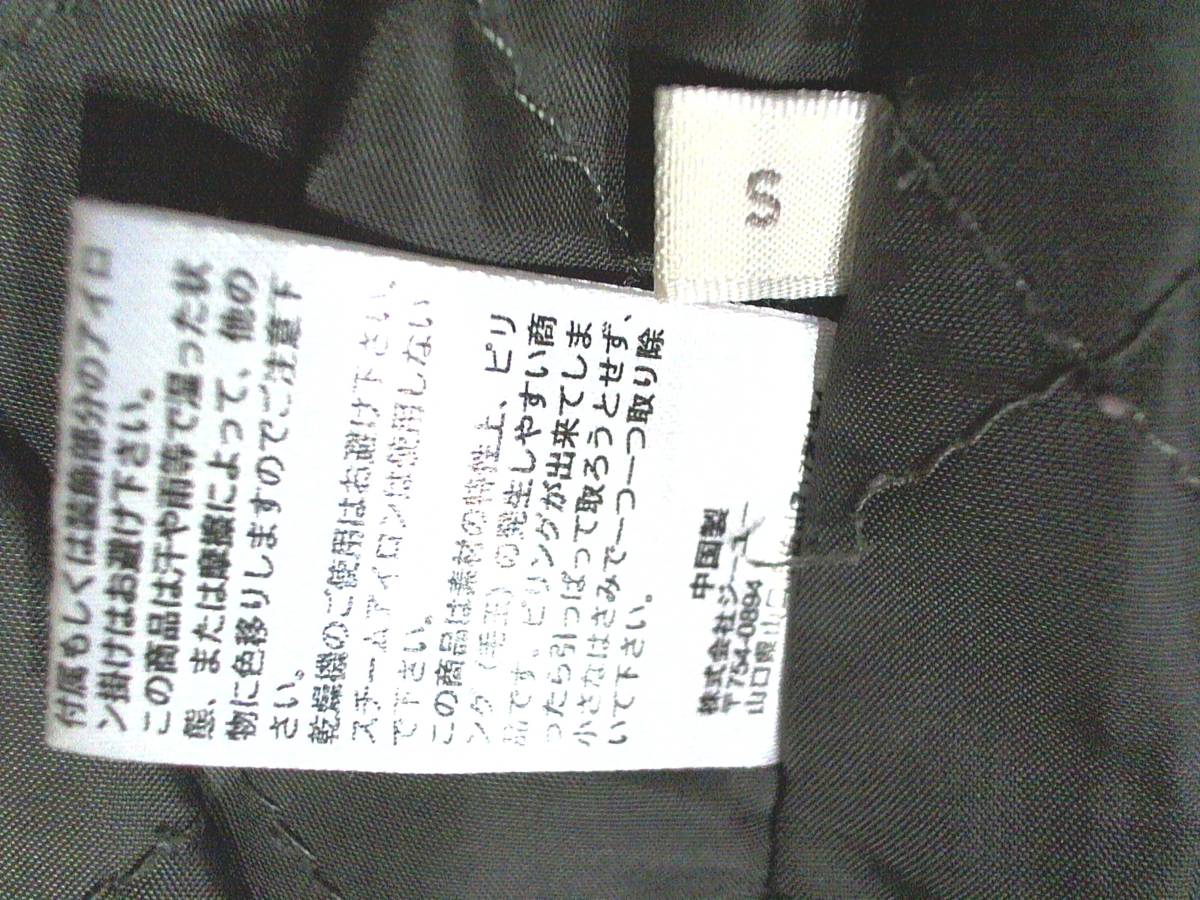 S
付属もしくは装飾部分のアイロ
ン掛けはお避け下さい。
この商品は汗や雨等で湿った状
態、または摩擦によって、他の
物に色移りしますのでご注意下
さい。
乾燥機のご使用はお避け下さい。
スチームアイロンは使用しない
で下さい。
この商品は素材の特性上、ピリ
ング（毛玉）の発生しやすい商
品です。ピリングが出来てしま
ったら引っぱって取ろうとせず、
小さなはさみで一つ一つ取り除
いて下さい。
中国製
株式会社ジーユー
〒754-0894
山口県山口